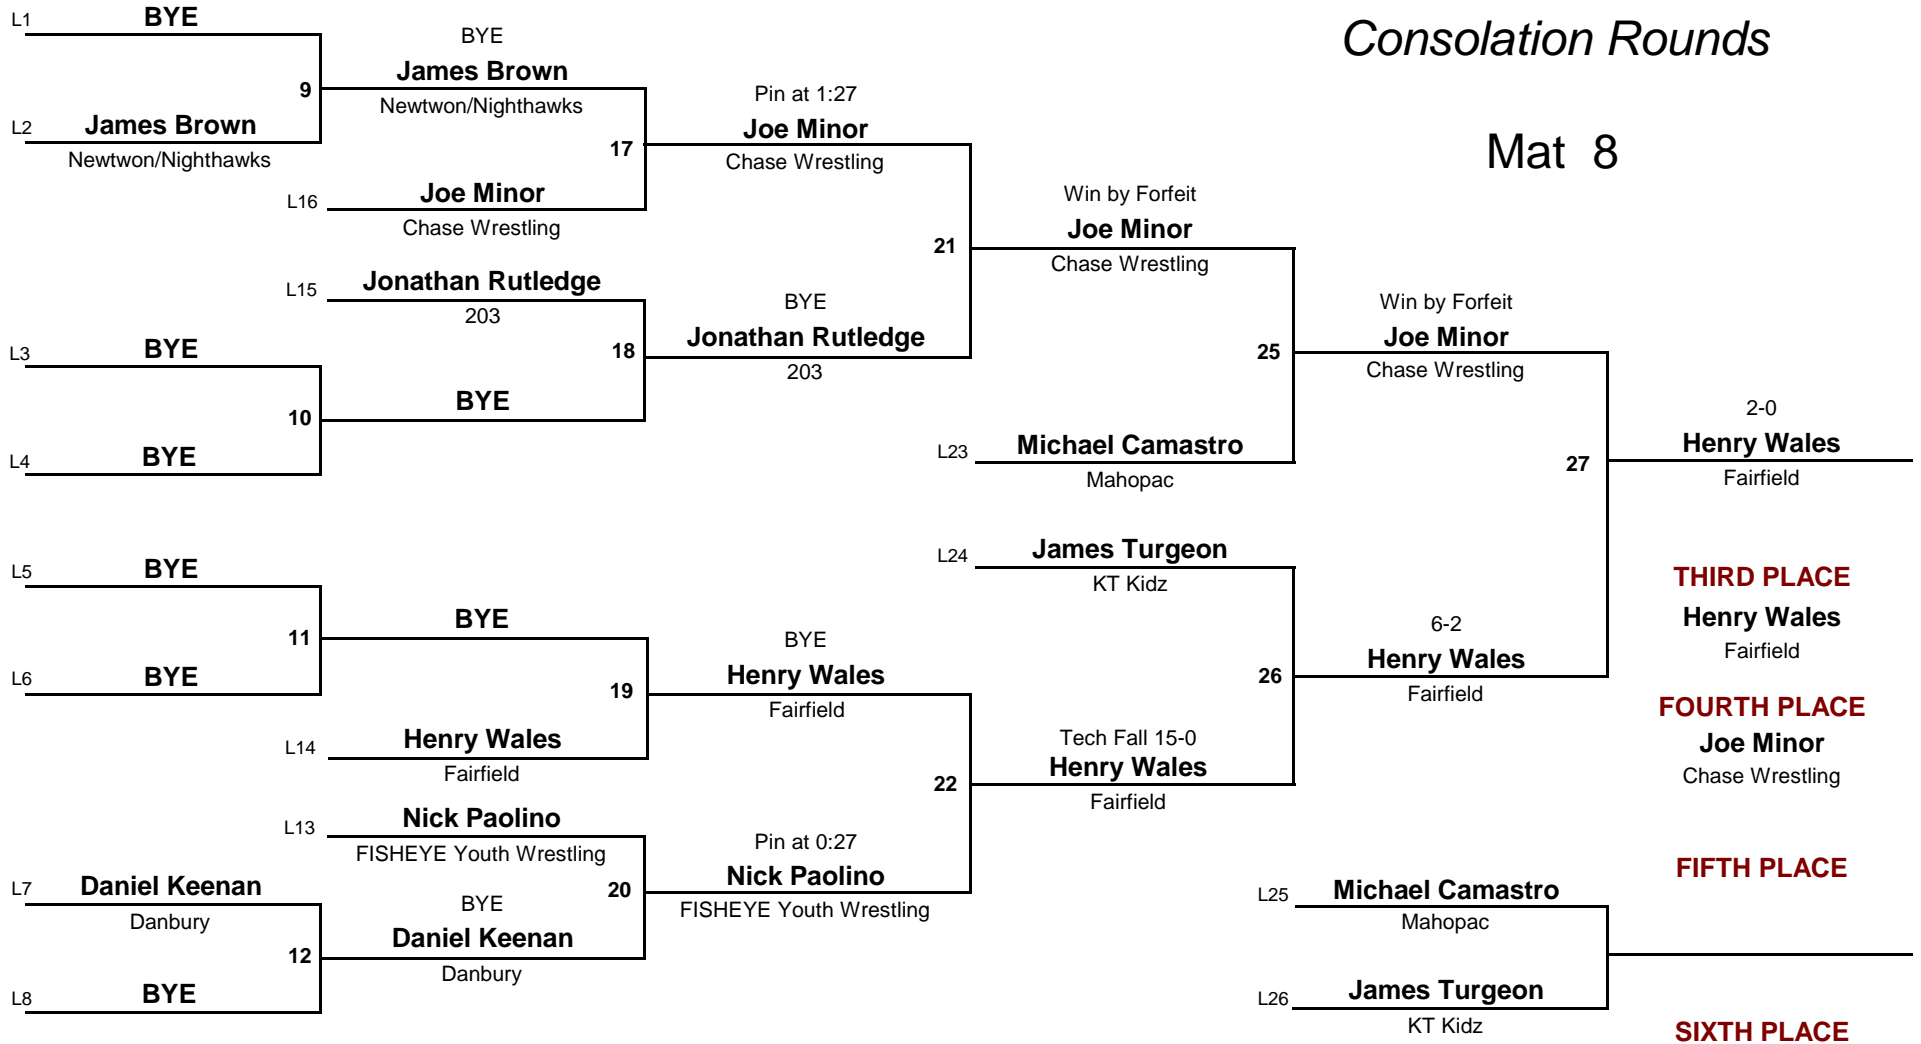 Consolation Rounds
Mat 8
L1 BYE
9
L2 James Brown
Newtwon/Nighthawks
L3 BYE
10
L4 BYE
L5 BYE
11
L6 BYE
L7 Daniel Keenan
Danbury
12
L8 BYE
BYE
James Brown
Newtwon/Nighthawks
17
L16 Joe Minor
Chase Wrestling
L15 Jonathan Rutledge
203
18
BYE
BYE
19
L14 Henry Wales
Fairfield
L13 Nick Paolino
FISHEYE Youth Wrestling
20
BYE
Daniel Keenan
Danbury
Pin at 1:27
Joe Minor
Chase Wrestling
21
BYE
Jonathan Rutledge
203
BYE
Henry Wales
Fairfield
22
Pin at 0:27
Nick Paolino
FISHEYE Youth Wrestling
Win by Forfeit
Joe Minor
Chase Wrestling
25
L23 Michael Camastro
Mahopac
L24 James Turgeon
KT Kidz
26
Tech Fall 15-0
Henry Wales
Fairfield
Win by Forfeit
Joe Minor
Chase Wrestling
27
6-2
Henry Wales
Fairfield
L25 Michael Camastro
Mahopac
L26 James Turgeon
KT Kidz
2-0
Henry Wales
Fairfield
THIRD PLACE
Henry Wales
Fairfield
FOURTH PLACE
Joe Minor
Chase Wrestling
FIFTH PLACE
SIXTH PLACE